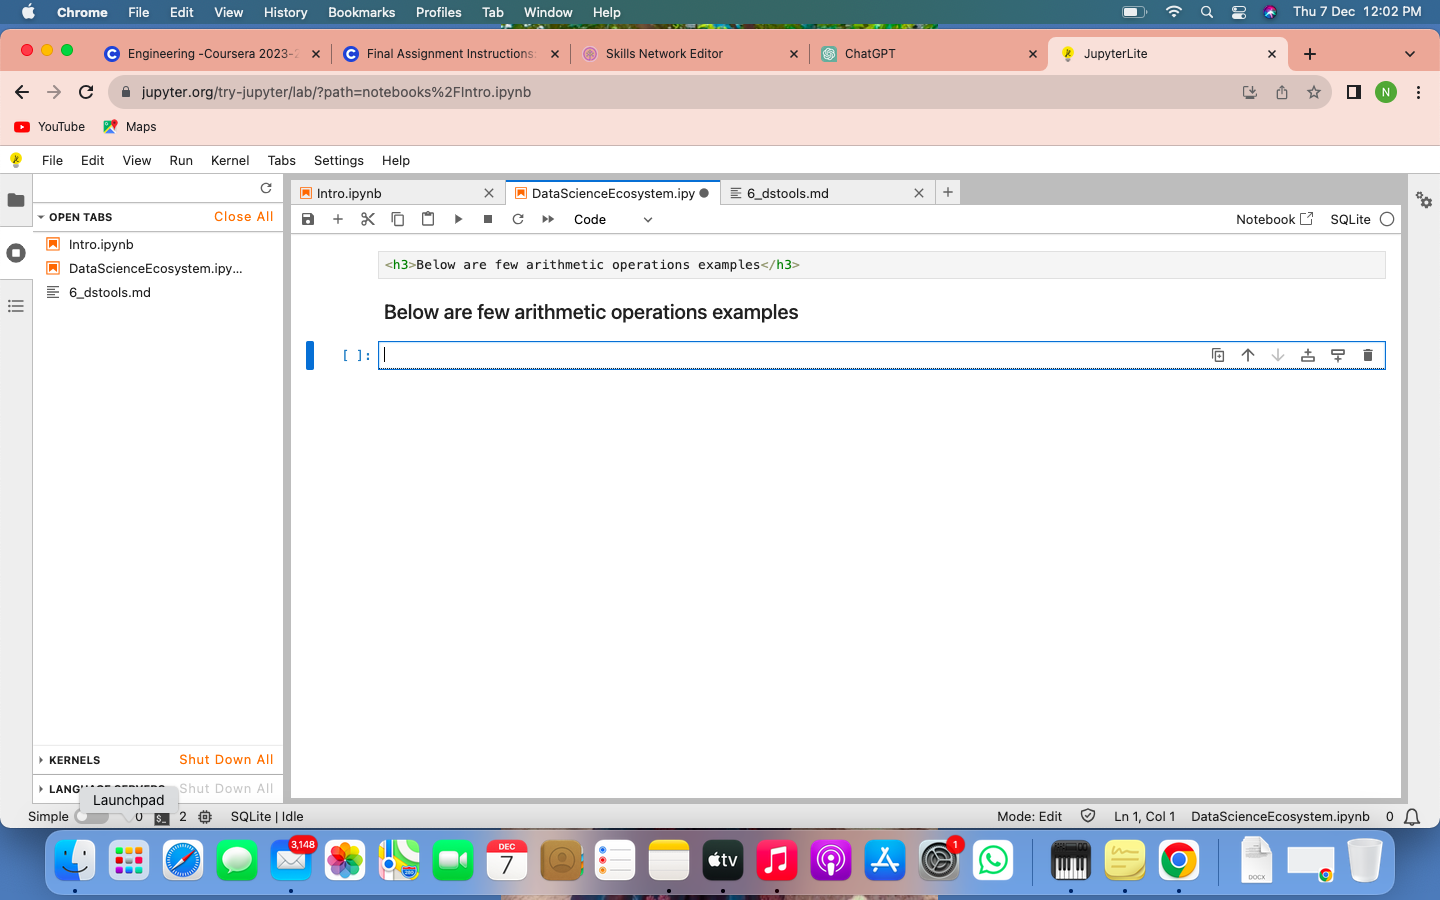 Chrome File Edit View History Bookmarks Profiles Tab Window Help Thu 7 Dec 12:02 PM
Engineering -Coursera 2023-2 Final Assignment Instructions: Skills Network Editor ChatGPT JupyterLite
jupyter.org/try-jupyter/lab/?path=notebooks%2FIntro.ipynb N
YouTube Maps
File Edit View Run Kernel Tabs Settings Help
Intro.ipynb DataScienceEcosystem.ipy 6_dstools.md
OPEN TABS Close All
Code Notebook SQLite
Intro.ipynb
DataScienceEcosystem.ipy...
6_dstools.md
<h3>Below are few arithmetic operations examples</h3>
Below are few arithmetic operations examples
[ ]:
KERNELS Shut Down All
Shut Down All
Launchpad
Simple 0 $_ 2 SQLite | Idle Mode: Edit Ln 1, Col 1 DataScienceEcosystem.ipynb 0
3,148 DEC 7 tv 1 DOCX
280